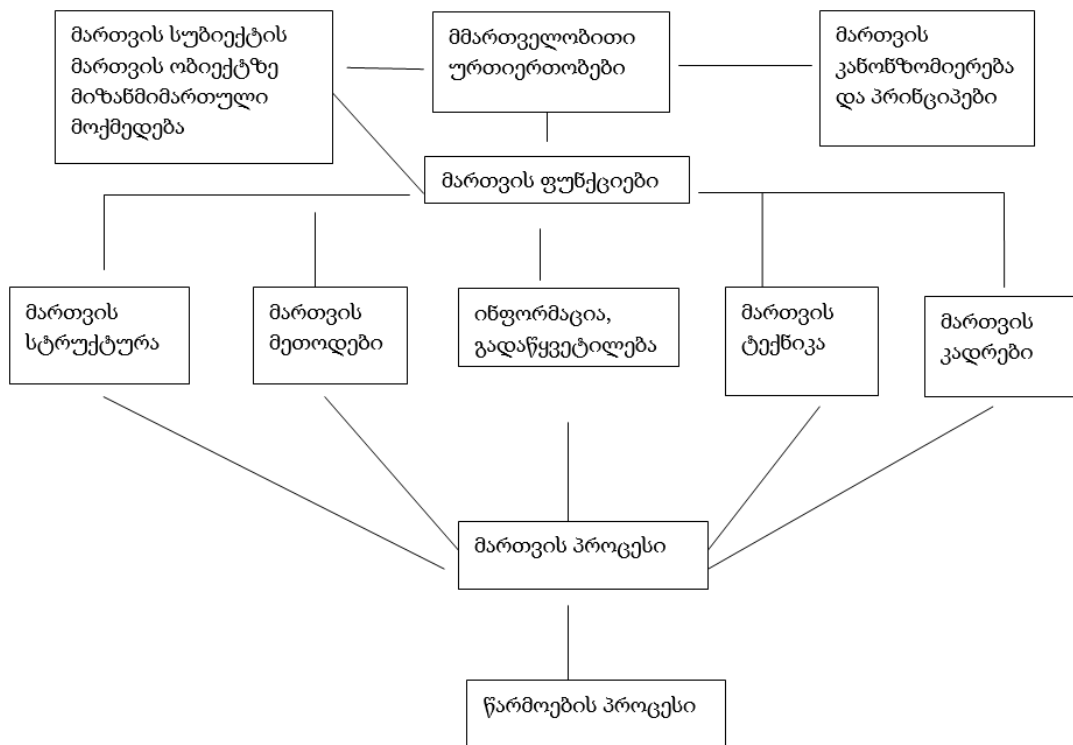 მართვის სუბიექტის
მართვის ობიექტზე
მიზანმიმართული
მოქმედება
მმართველობითი
ურთიერთობები
მართვის
კანონზომიერება
და პრინციპები
მართვის ფუნქციები
მართვის
სტრუქტურა
მართვის
მეთოდები
ინფორმაცია,
გადაწყვეტილება
მართვის
ტექნიკა
მართვის
კადრები
მართვის პროცესი
წარმოების პროცესი